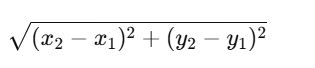 √(x₂ − x₁)² + (y₂ − y₁)²